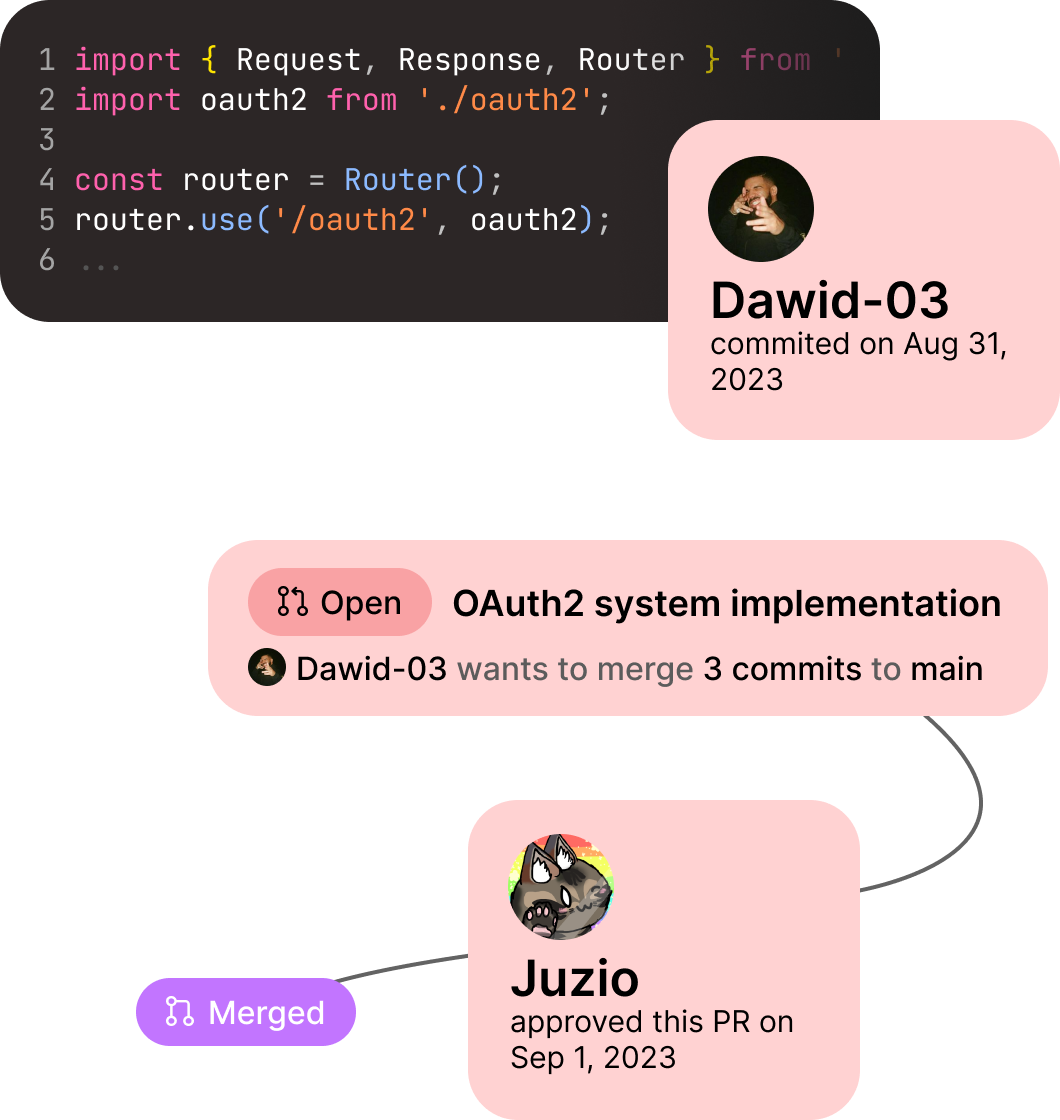 1 import { Request, Response, Router } from '
2 import oauth2 from './oauth2';
3
4 const router = Router();
5 router.use('/oauth2', oauth2);
6 ...
Dawid-03
commited on Aug 31,
2023
Open OAuth2 system implementation
Dawid-03 wants to merge 3 commits to main
Juzio
approved this PR on
Sep 1, 2023
Merged